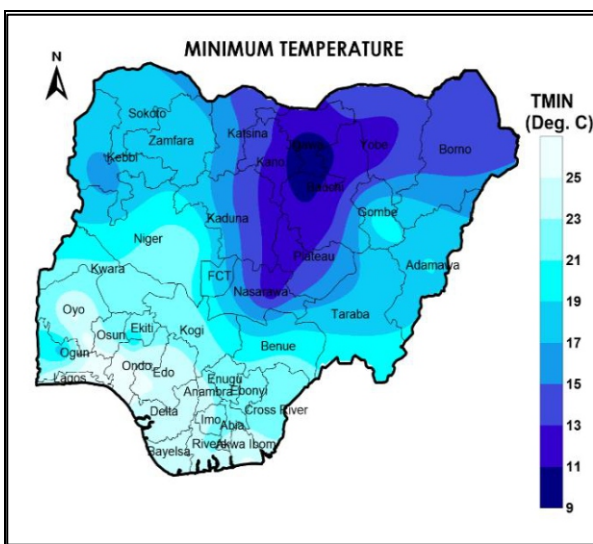 MINIMUM TEMPERATURE
N
TMIN
(Deg. C)
Sokoto
Zamfara
Katsina
Kebbi
Kano
Yobe
Borno
Bauchi
Kaduna
Gombe
Niger
Plateau
FCT
Adamawa
Kwara
Nasarawa
Taraba
Oyo
Osun
Ekiti
Kogi
Benue
Ogun
Lagos
Ondo
Edo
Enugu
Anambra
Ebonyi
Delta
Imo
Abia
Cross River
Bayelsa
Rivers
Akwa Ibom
25
23
21
19
17
15
13
11
9